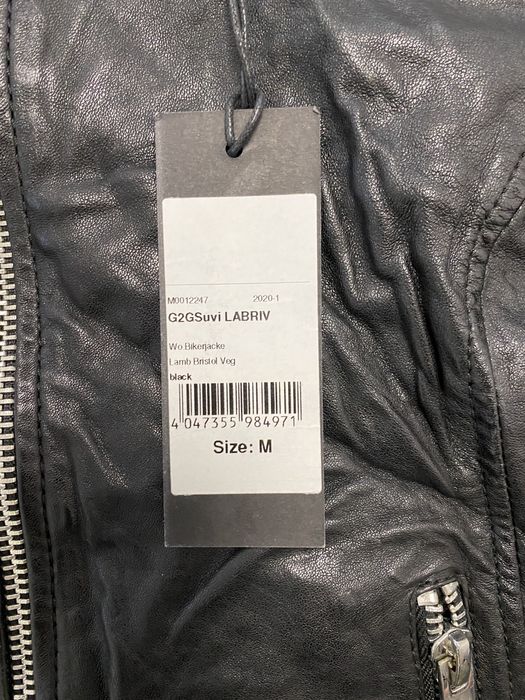 M0012247 2020-1
G2GSuvi LABRIV
Wo Bikerjacke
Lamb Bristol Veg
black
4 047355 984971
Size: M